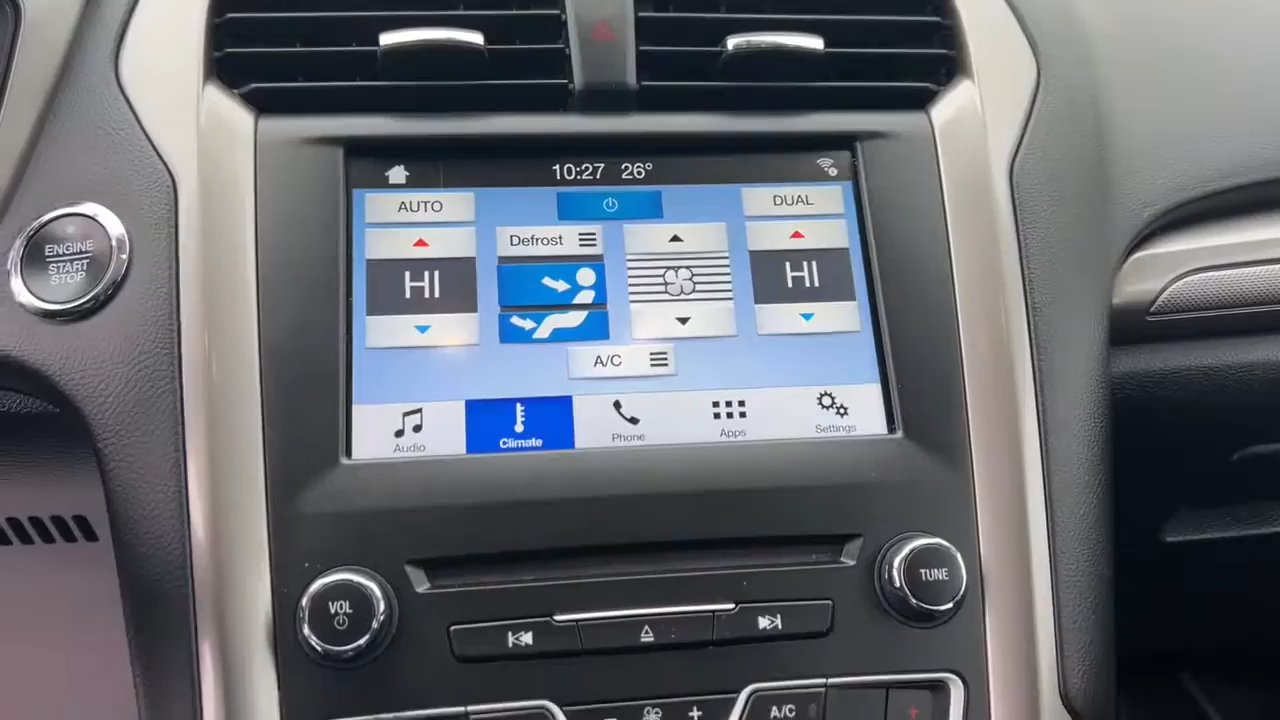 10:27 26°
AUTO
DUAL
ENGINE
START
STOP
Defrost
HI
HI
A/C
Audio
Climate
Phone
Apps
Settings
VOL
TUNE
A/C